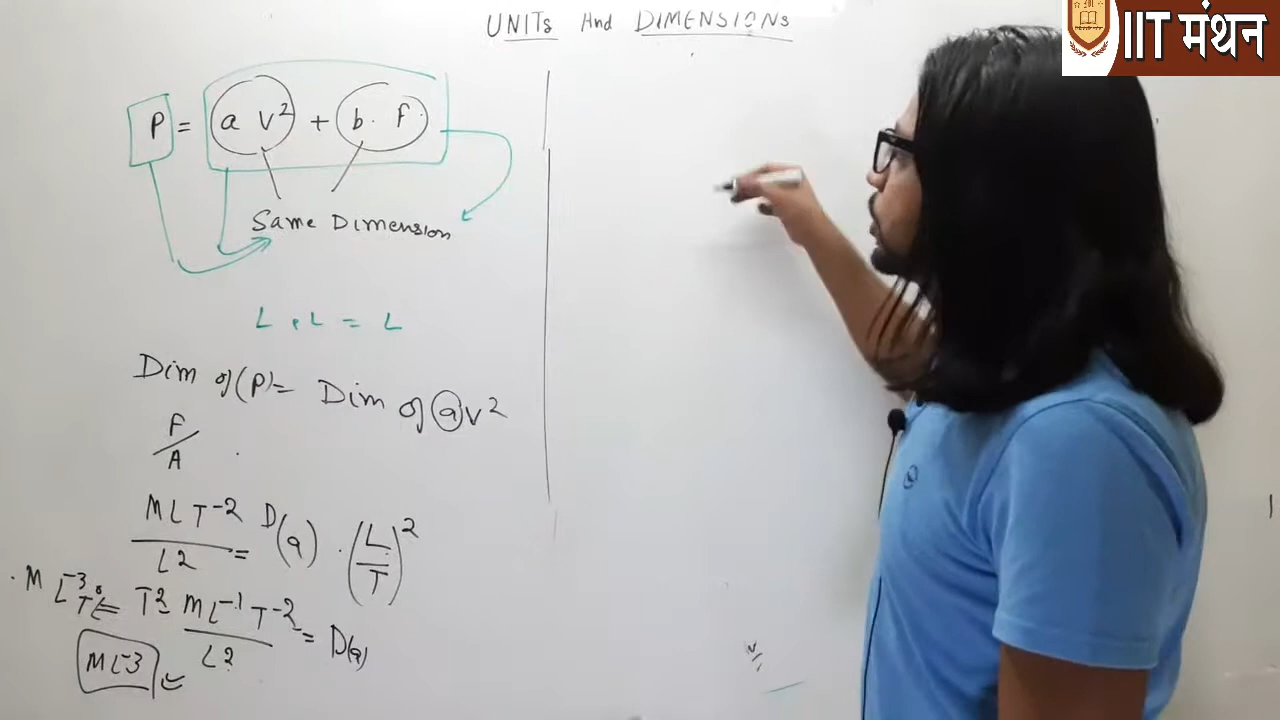 UNITs And DIMENSIONs
IIT मंथन
P = a v² + b. f.
Same Dimension
L + L = L
Dim of (P) = Dim of a v²
F/A
MLT⁻²/L² = D(a) · (L/T)²
· M L⁻³ T⁰ ⇐ T² ML⁻¹T⁻²/L² = D(a)
ML⁻3